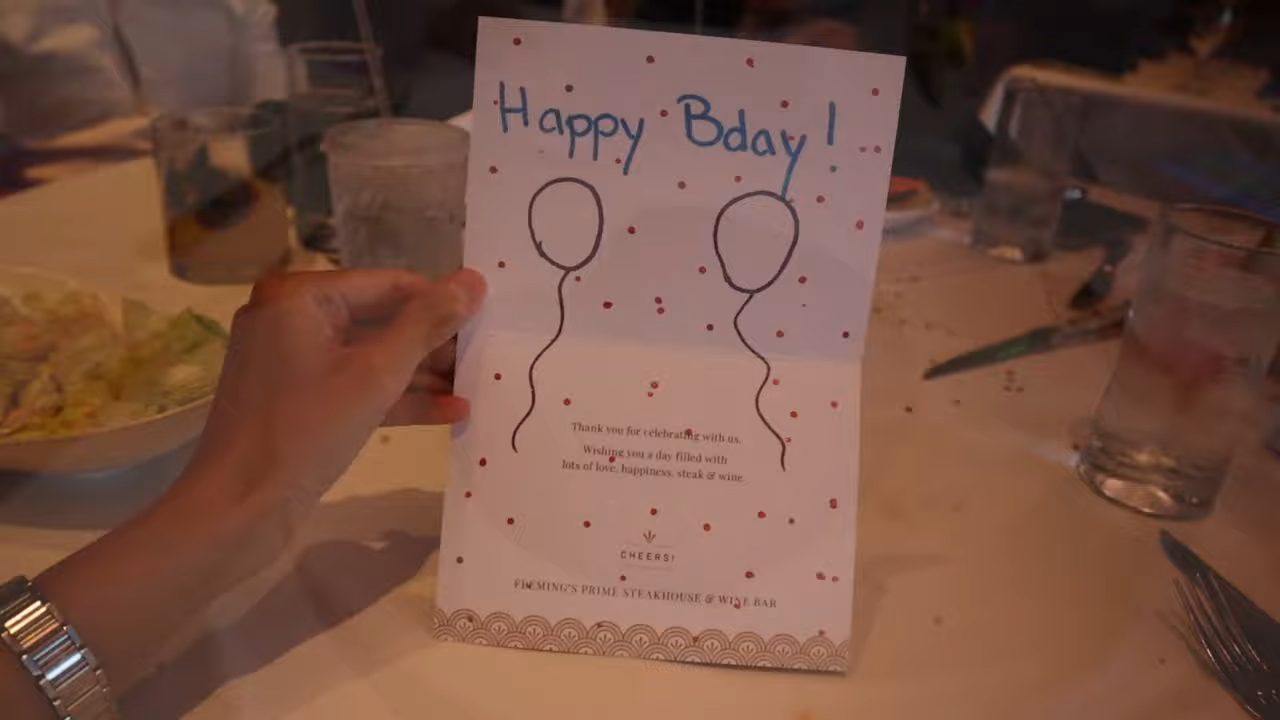 Happy Bday!
Thank you for celebrating with us.
Wishing you a day filled with
lots of love, happiness, steak & wine.
CHEERS!
FLEMING'S PRIME STEAKHOUSE & WINE BAR